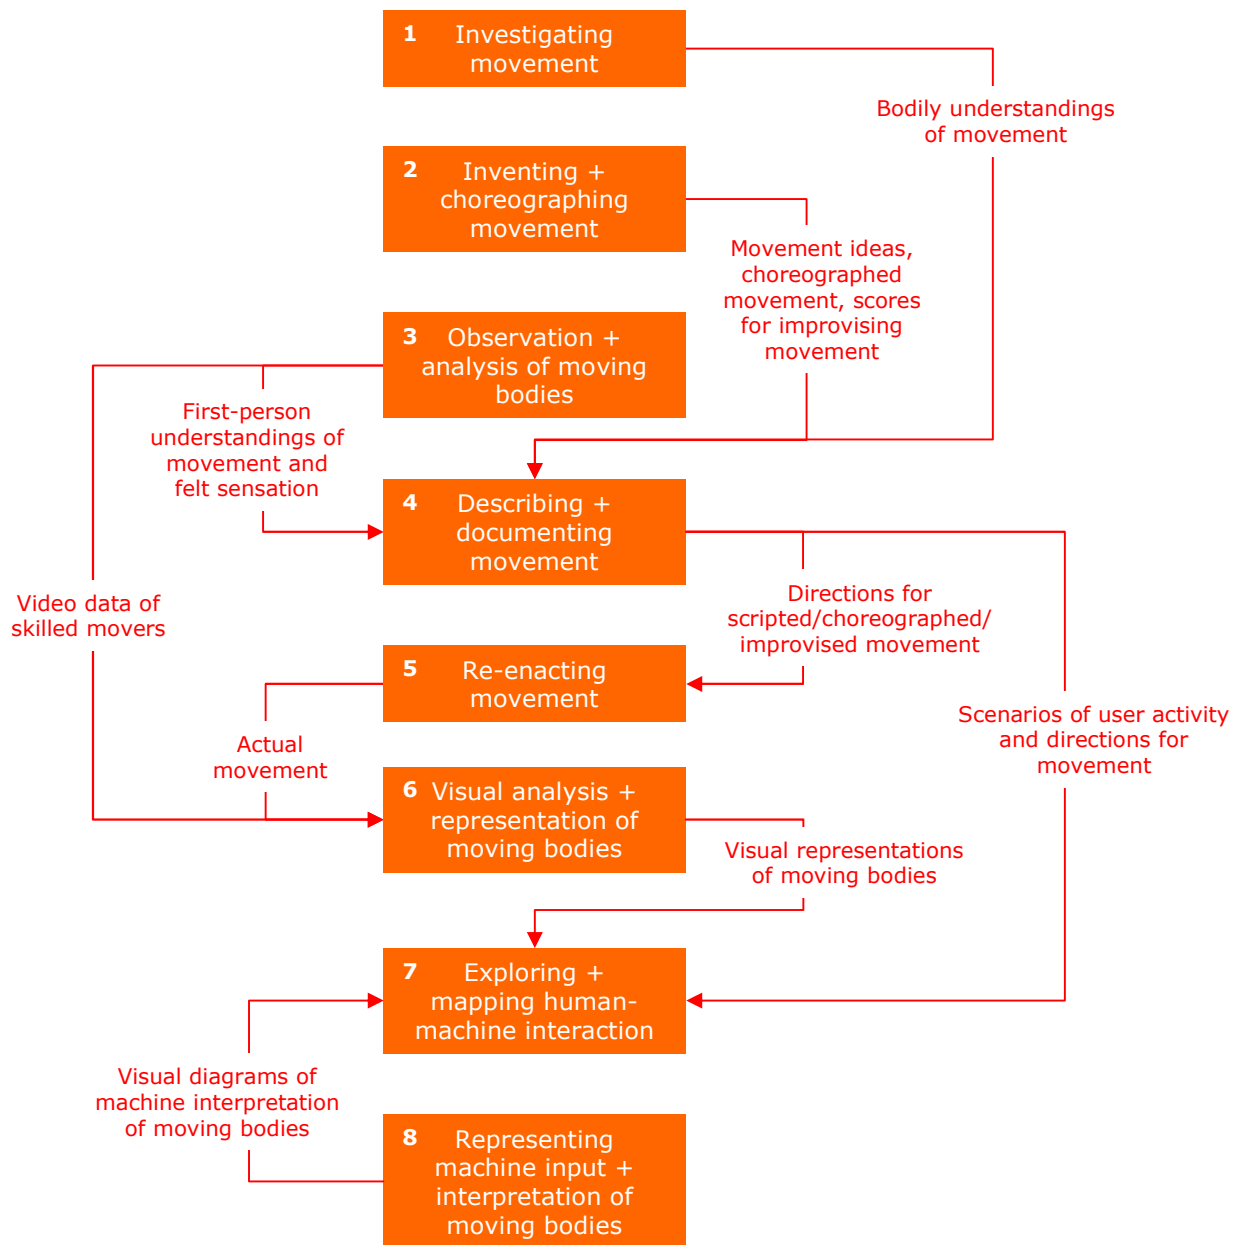 1 Investigating
movement
Bodily understandings
of movement
2 Inventing +
choreographing
movement
Movement ideas,
choreographed
movement, scores
for improvising
movement
3 Observation +
analysis of moving
bodies
First-person
understandings of
movement and
felt sensation
4 Describing +
documenting
movement
Video data of
skilled movers
Directions for
scripted/choreographed/
improvised movement
5 Re-enacting
movement
Scenarios of user activity
and directions for
movement
Actual
movement
6 Visual analysis +
representation of
moving bodies
Visual representations
of moving bodies
7 Exploring +
mapping human-
machine interaction
Visual diagrams of
machine interpretation
of moving bodies
8 Representing
machine input +
interpretation of
moving bodies